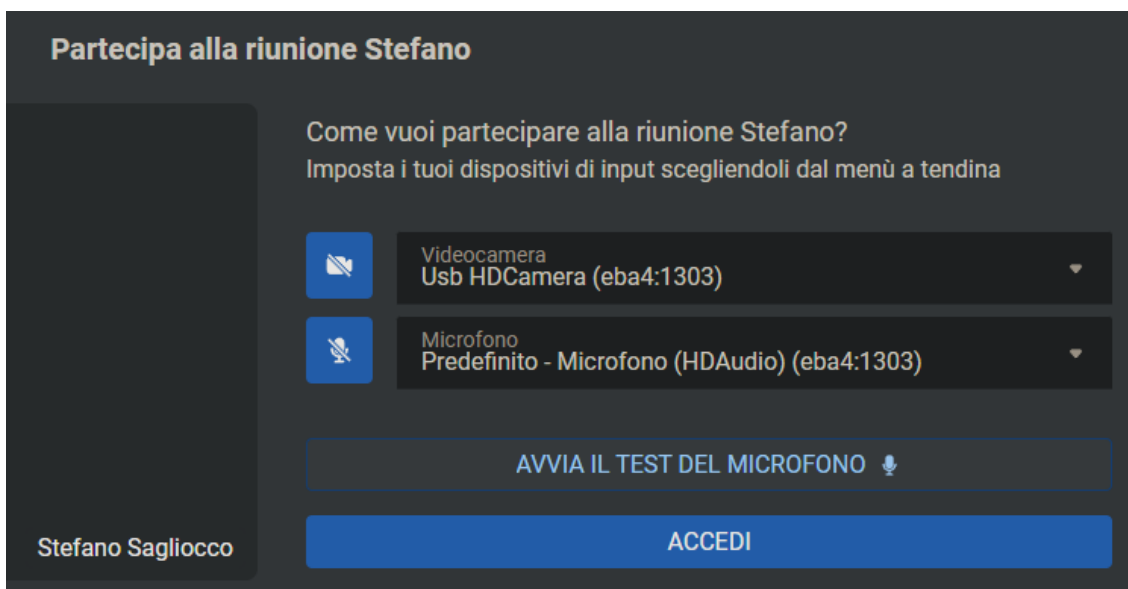 Partecipa alla riunione Stefano
Come vuoi partecipare alla riunione Stefano?
Imposta i tuoi dispositivi di input scegliendoli dal menù a tendina
Videocamera
Usb HDCamera (eba4:1303)
Microfono
Predefinito - Microfono (HDAudio) (eba4:1303)
AVVIA IL TEST DEL MICROFONO
Stefano Sagliocco
ACCEDI